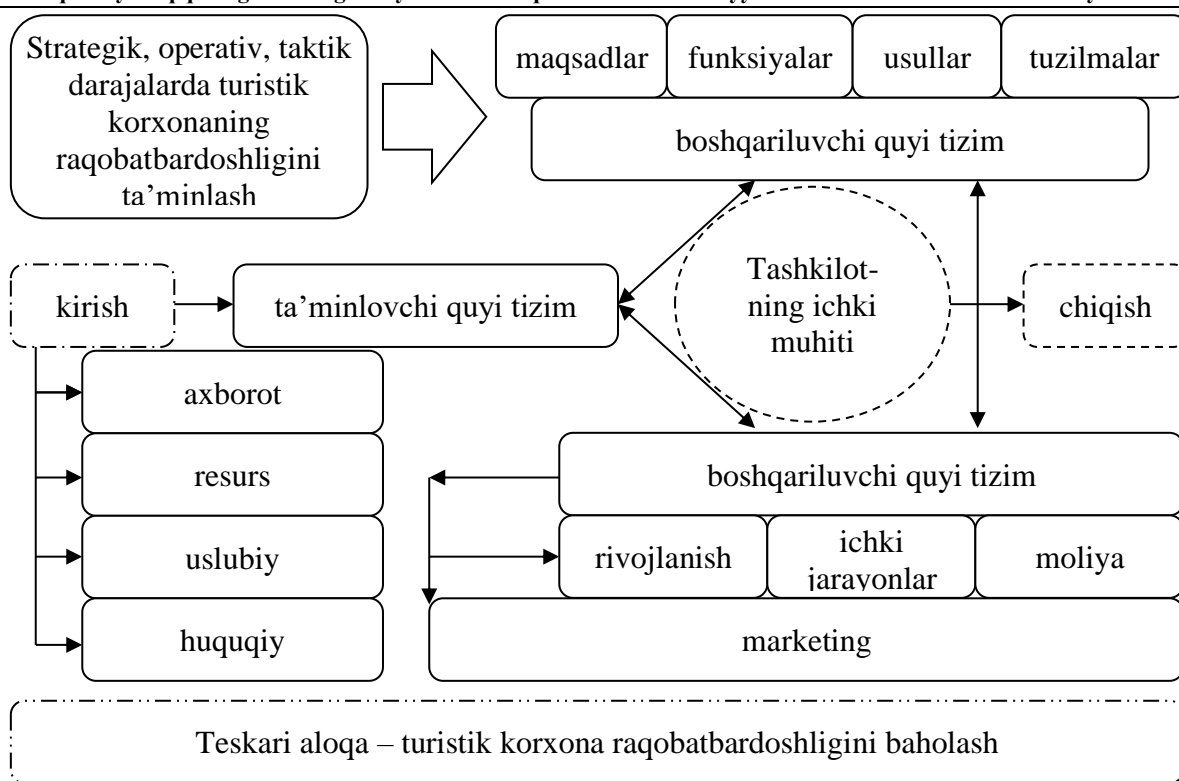 Strategik, operativ, taktik
darajalarda turistik
korxonaning
raqobatbardoshligini
ta’minlash
maqsadlar
funksiyalar
usullar
tuzilmalar
boshqariluvchi quyi tizim
kirish
ta’minlovchi quyi tizim
Tashkilot-
ning ichki
muhiti
chiqish
axborot
resurs
uslubiy
huquqiy
boshqariluvchi quyi tizim
rivojlanish
ichki
jarayonlar
moliya
marketing
Teskari aloqa – turistik korxona raqobatbardoshligini baholash